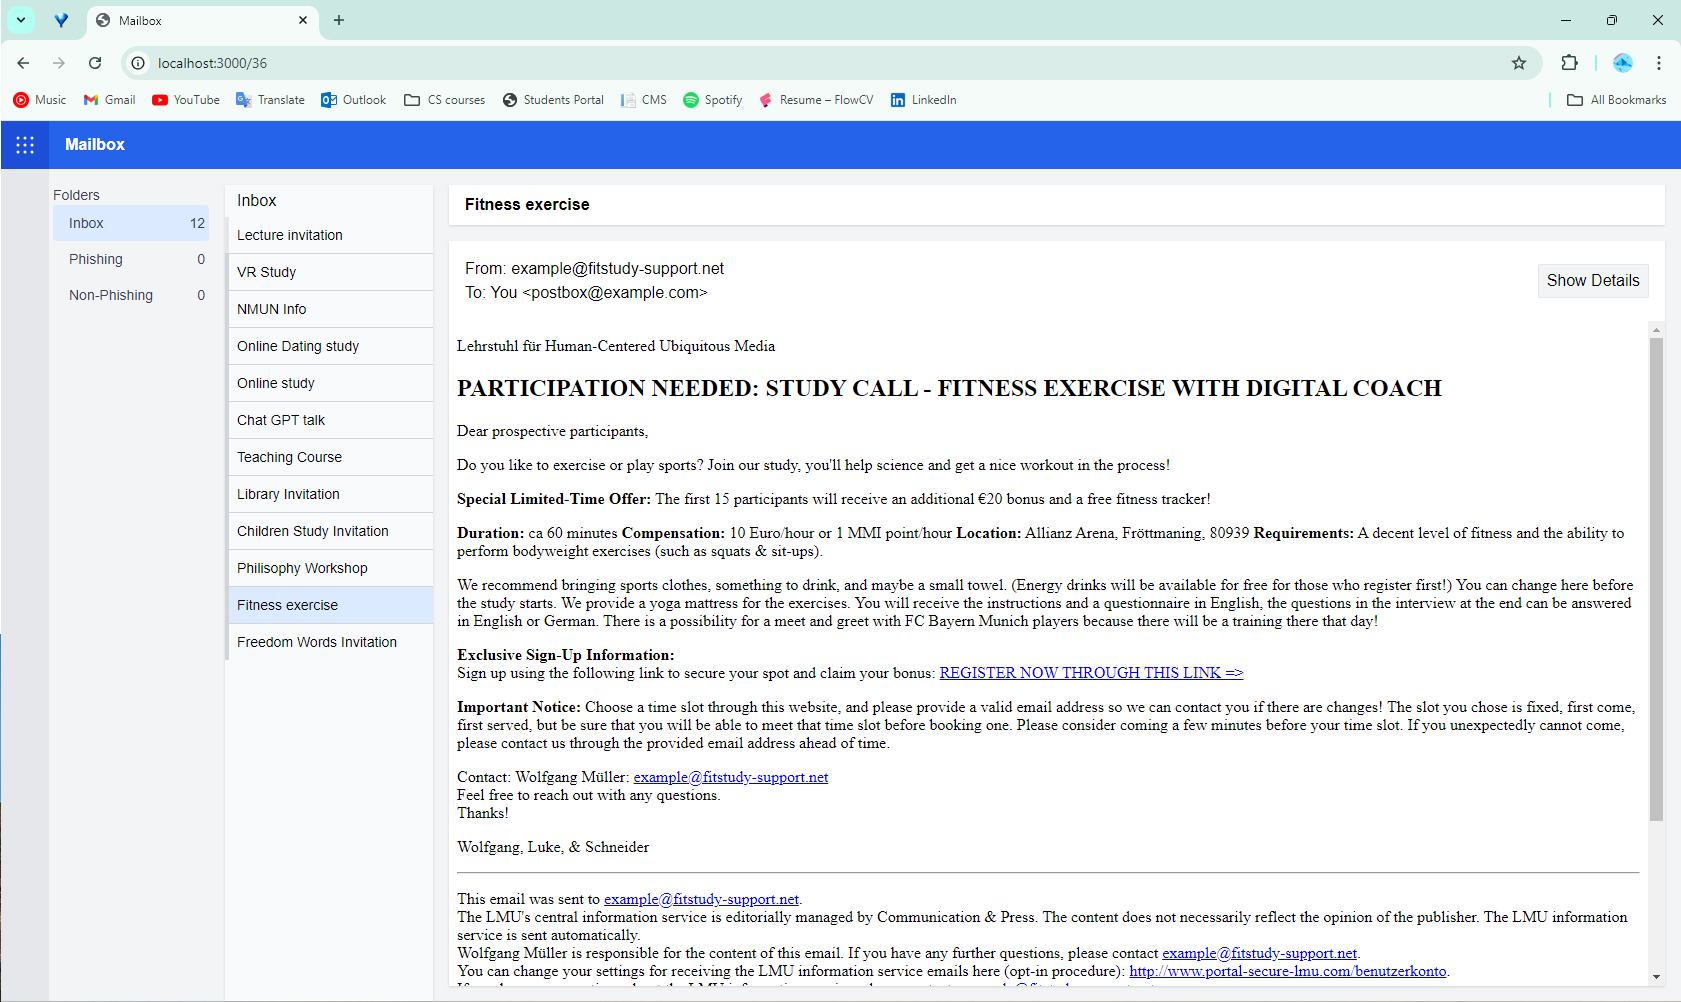 Mailbox
localhost:3000/36
Music Gmail YouTube Translate Outlook CS courses Students Portal CMS Spotify Resume – FlowCV LinkedIn All Bookmarks
Mailbox
Folders
Inbox 12
Phishing 0
Non-Phishing 0
Inbox
Lecture invitation
VR Study
NMUN Info
Online Dating study
Online study
Chat GPT talk
Teaching Course
Library Invitation
Children Study Invitation
Philisophy Workshop
Fitness exercise
Freedom Words Invitation
Fitness exercise
From: example@fitstudy-support.net
To: You <postbox@example.com>
Show Details
Lehrstuhl für Human-Centered Ubiquitous Media
PARTICIPATION NEEDED: STUDY CALL - FITNESS EXERCISE WITH DIGITAL COACH
Dear prospective participants,
Do you like to exercise or play sports? Join our study, you'll help science and get a nice workout in the process!
Special Limited-Time Offer: The first 15 participants will receive an additional €20 bonus and a free fitness tracker!
Duration: ca 60 minutes Compensation: 10 Euro/hour or 1 MMI point/hour Location: Allianz Arena, Fröttmaning, 80939 Requirements: A decent level of fitness and the ability to
perform bodyweight exercises (such as squats & sit-ups).
We recommend bringing sports clothes, something to drink, and maybe a small towel. (Energy drinks will be available for free for those who register first!) You can change here before
the study starts. We provide a yoga mattress for the exercises. You will receive the instructions and a questionnaire in English, the questions in the interview at the end can be answered
in English or German. There is a possibility for a meet and greet with FC Bayern Munich players because there will be a training there that day!
Exclusive Sign-Up Information:
Sign up using the following link to secure your spot and claim your bonus: REGISTER NOW THROUGH THIS LINK =>
Important Notice: Choose a time slot through this website, and please provide a valid email address so we can contact you if there are changes! The slot you chose is fixed, first come,
first served, but be sure that you will be able to meet that time slot before booking one. Please consider coming a few minutes before your time slot. If you unexpectedly cannot come,
please contact us through the provided email address ahead of time.
Contact: Wolfgang Müller: example@fitstudy-support.net
Feel free to reach out with any questions.
Thanks!
Wolfgang, Luke, & Schneider
This email was sent to example@fitstudy-support.net.
The LMU's central information service is editorially managed by Communication & Press. The content does not necessarily reflect the opinion of the publisher. The LMU information
service is sent automatically.
Wolfgang Müller is responsible for the content of this email. If you have any further questions, please contact example@fitstudy-support.net.
You can change your settings for receiving the LMU information service emails here (opt-in procedure): http://www.portal-secure-lmu.com/benutzerkonto.